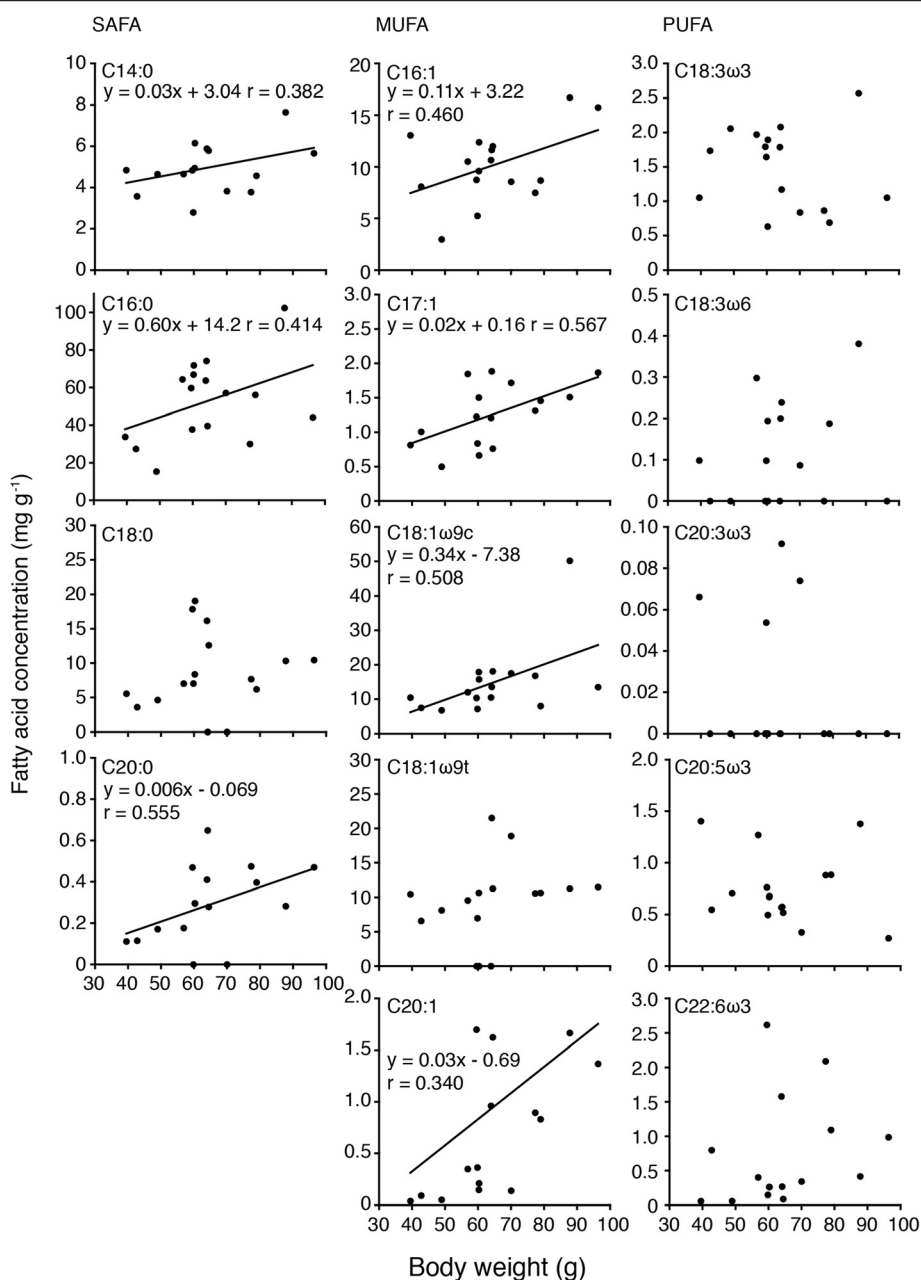 SAFA
MUFA
PUFA
Fatty acid concentration (mg g⁻¹)
C14:0
y = 0.03x + 3.04 r = 0.382
10
8
6
4
2
0
C16:1
y = 0.11x + 3.22
r = 0.460
20
15
10
5
0
C18:3ω3
3.0
2.5
2.0
1.5
1.0
0.5
0
C16:0
y = 0.60x + 14.2 r = 0.414
100
80
60
40
20
0
C17:1
y = 0.02x + 0.16 r = 0.567
3.0
2.5
2.0
1.5
1.0
0.5
0
C18:3ω6
0.5
0.4
0.3
0.2
0.1
0
C18:0
30
25
20
15
10
5
0
C18:1ω9c
y = 0.34x - 7.38
r = 0.508
60
50
40
30
20
10
0
C20:3ω3
0.10
0.08
0.06
0.04
0.02
0
C20:0
y = 0.006x - 0.069
r = 0.555
1.0
0.8
0.6
0.4
0.2
0
30 40 50 60 70 80 90 100
C18:1ω9t
30
25
20
15
10
5
0
C20:5ω3
2.0
1.5
1.0
0.5
0
C20:1
y = 0.03x - 0.69
r = 0.340
2.0
1.5
1.0
0.5
0
30 40 50 60 70 80 90 100
C22:6ω3
3.0
2.5
2.0
1.5
1.0
0.5
0
30 40 50 60 70 80 90 100
Body weight (g)